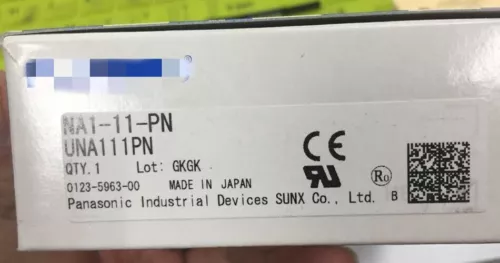 NA1-11-PN
UNA111PN
QTY.1 Lot: GKGK
0123-5963-00 MADE IN JAPAN
Panasonic Industrial Devices SUNX Co., Ltd. B
CE
Ro